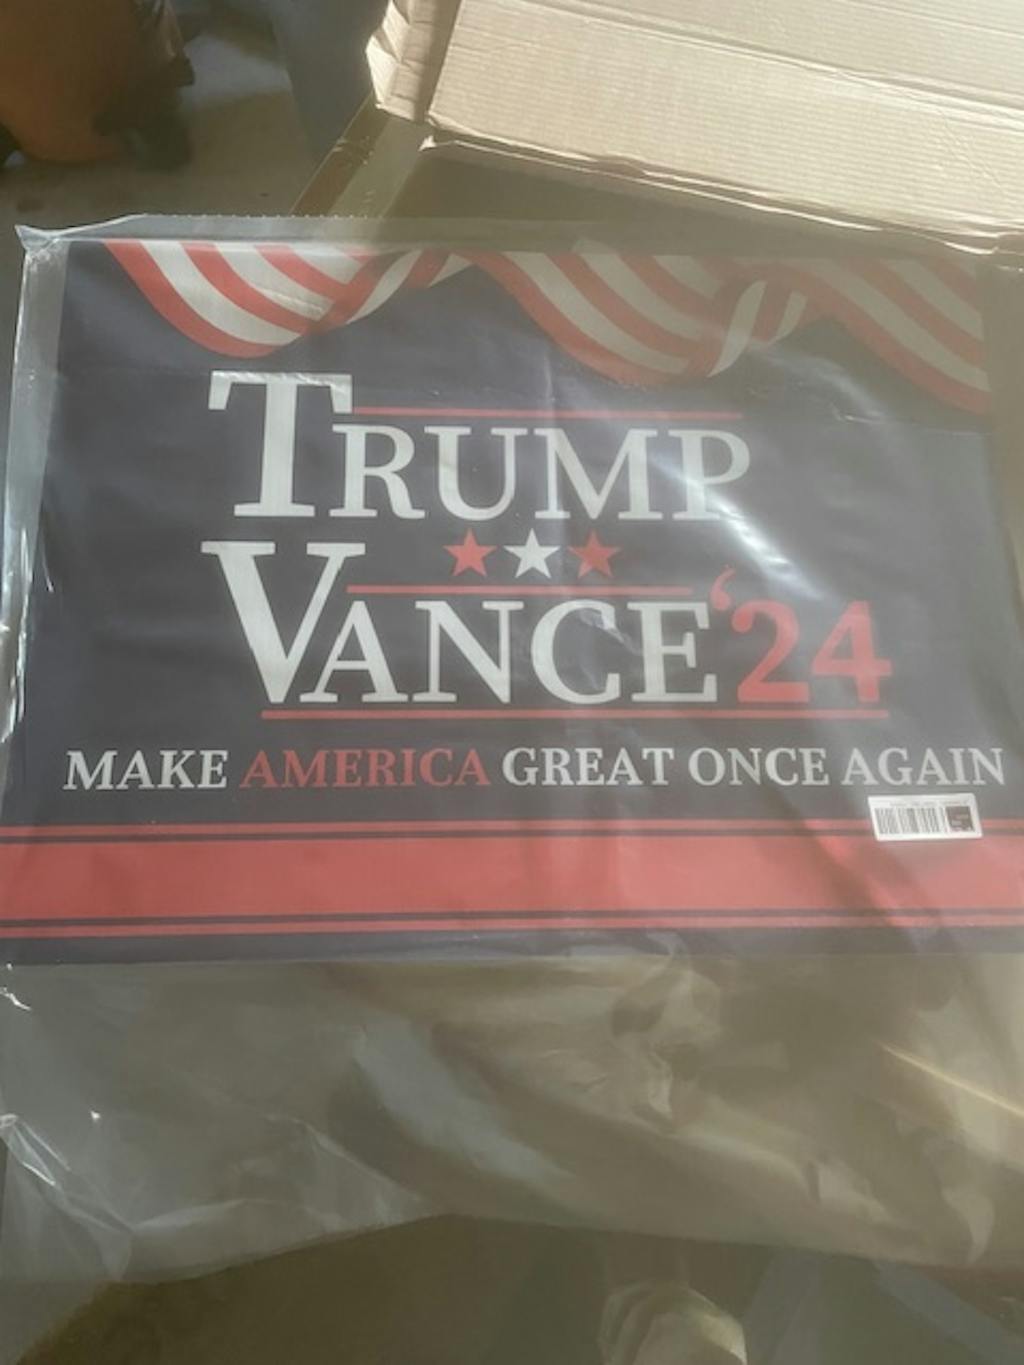 TRUMP
VANCE ‘24
MAKE AMERICA GREAT ONCE AGAIN